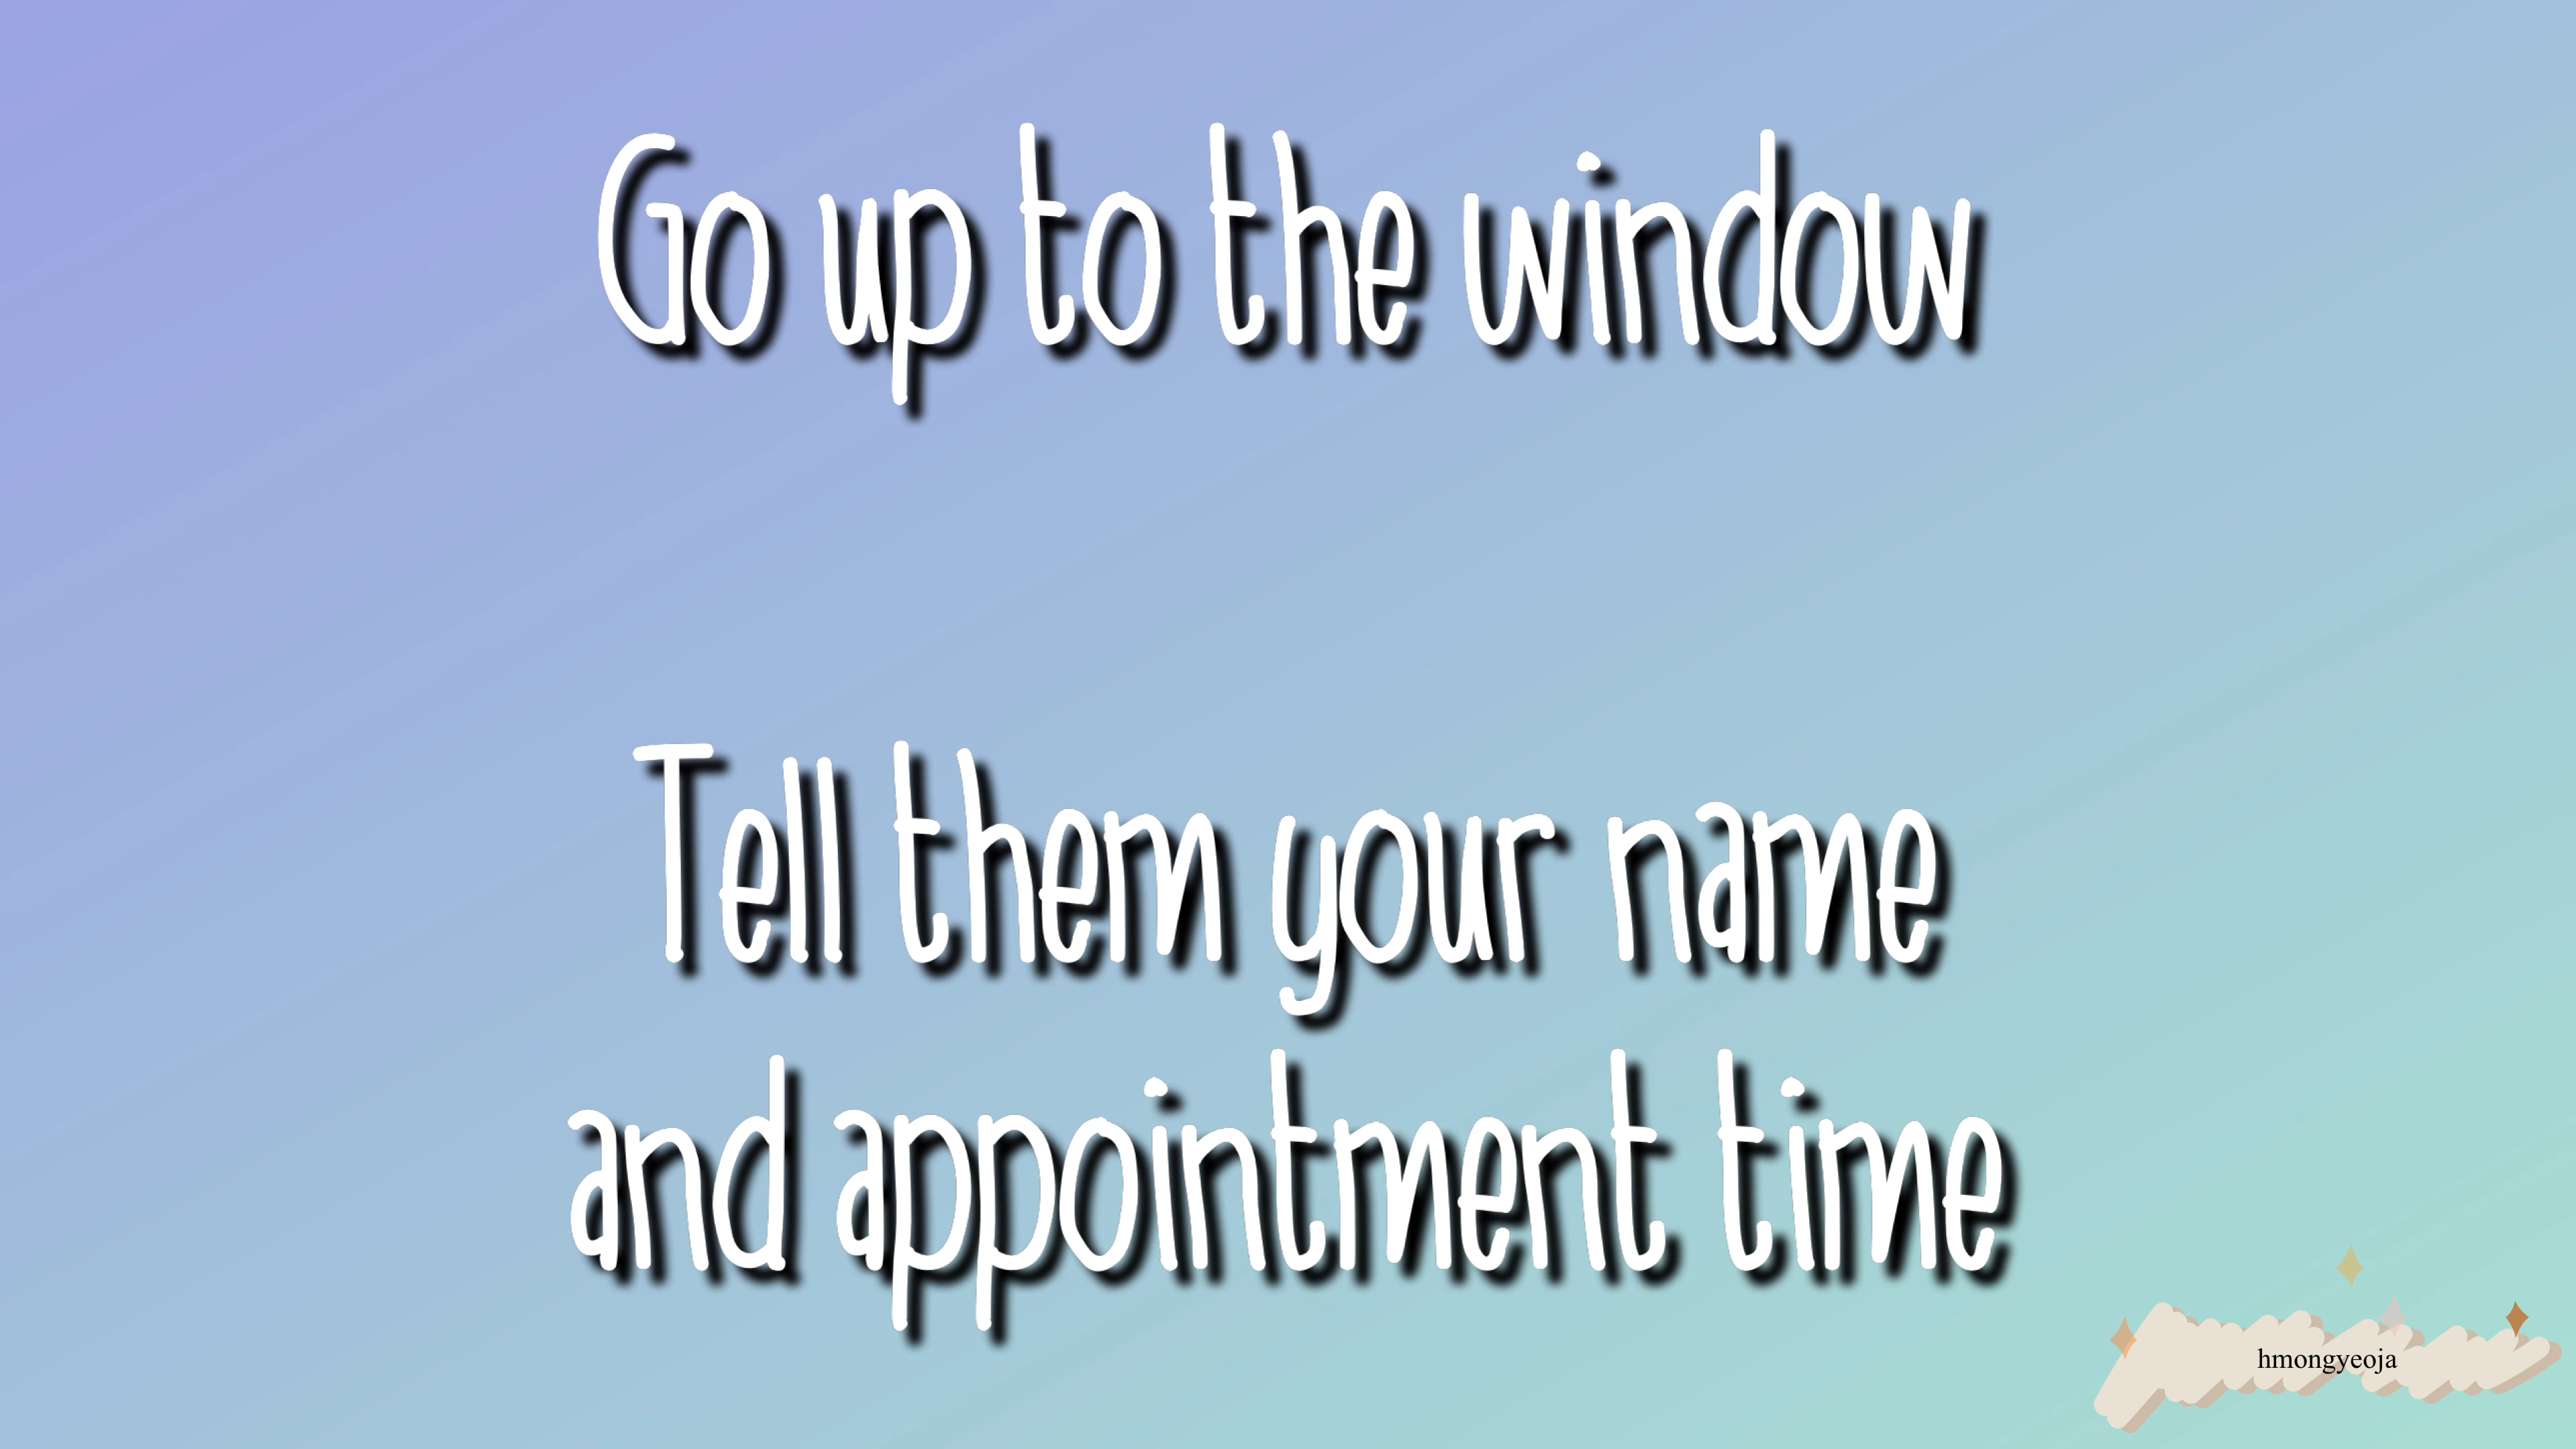 Go up to the window
Tell them your name
and appointment time
hmongyeoja